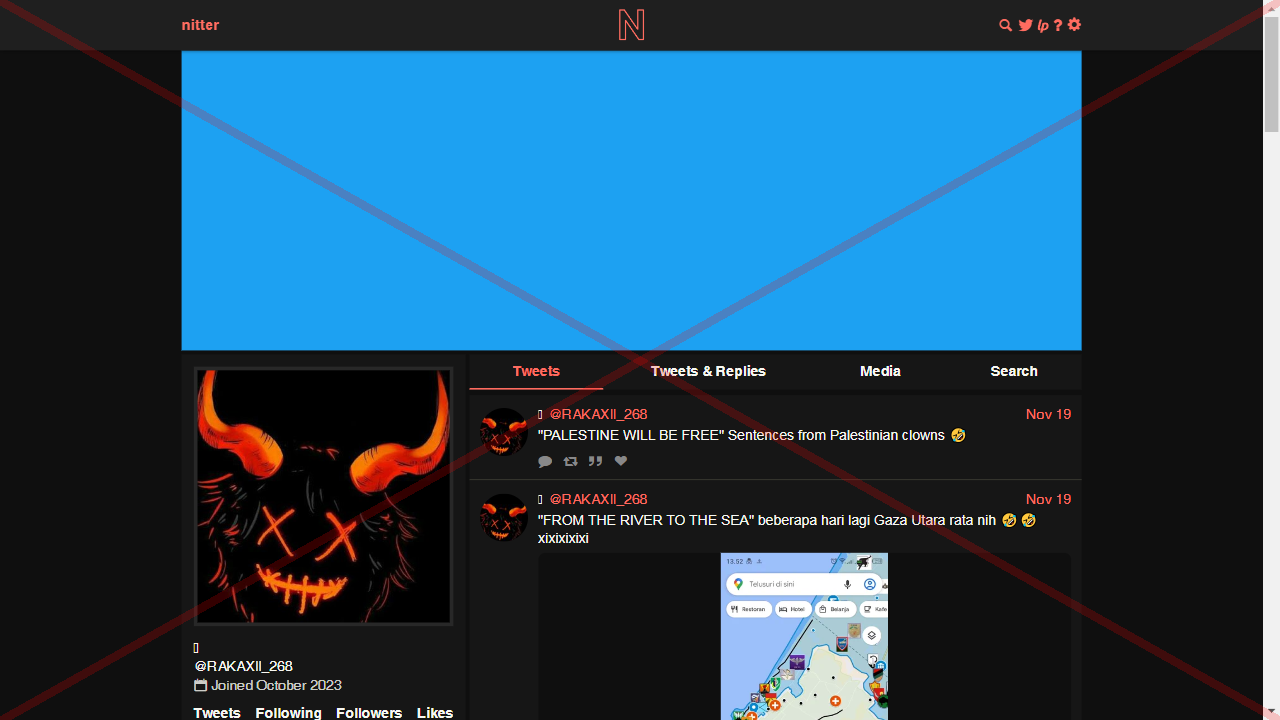 nitter
N
lp ?
Tweets
Tweets & Replies
Media
Search
@RAKAXII_268
Nov 19
"PALESTINE WILL BE FREE" Sentences from Palestinian clowns 🤣
@RAKAXII_268
Nov 19
"FROM THE RIVER TO THE SEA" beberapa hari lagi Gaza Utara rata nih 🤣 🤣
xixixixixi
13.52
Telusuri di sini
Restoran
Hotel
Belanja
Kafe
@RAKAXII_268
Joined October 2023
Tweets Following Followers Likes